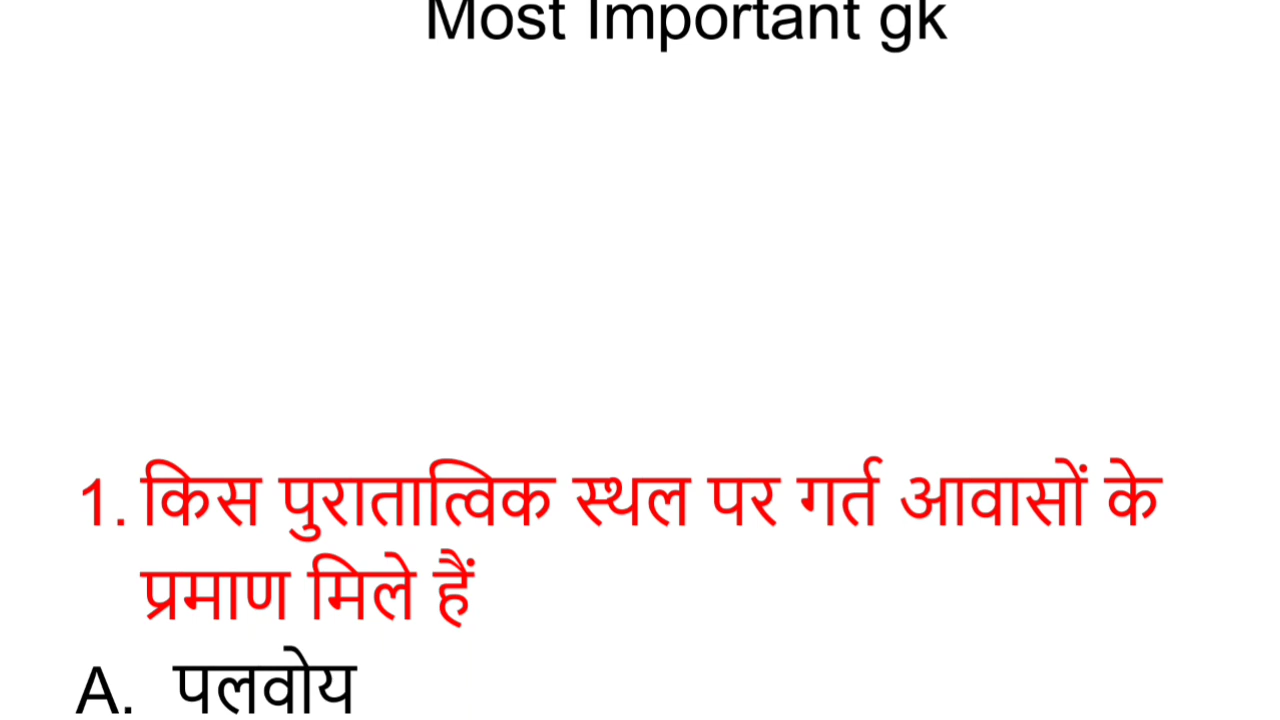 Most Important gk
1. किस पुरातात्विक स्थल पर गर्त आवासों के
प्रमाण मिले हैं
A. पलवोय